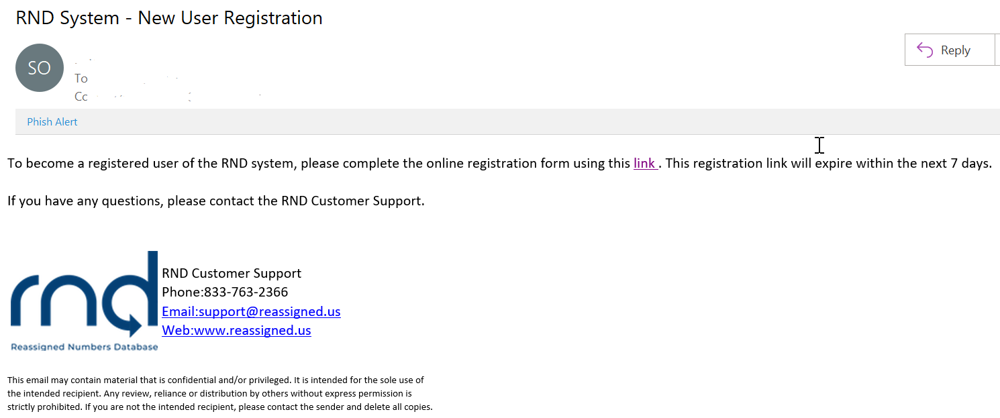 RND System - New User Registration
SO
To
Cc
Reply
Phish Alert
To become a registered user of the RND system, please complete the online registration form using this link . This registration link will expire within the next 7 days.
If you have any questions, please contact the RND Customer Support.
rnd
Reassigned Numbers Database
RND Customer Support
Phone:833-763-2366
Email:support@reassigned.us
Web:www.reassigned.us
This email may contain material that is confidential and/or privileged. It is intended for the sole use of
the intended recipient. Any review, reliance or distribution by others without express permission is
strictly prohibited. If you are not the intended recipient, please contact the sender and delete all copies.